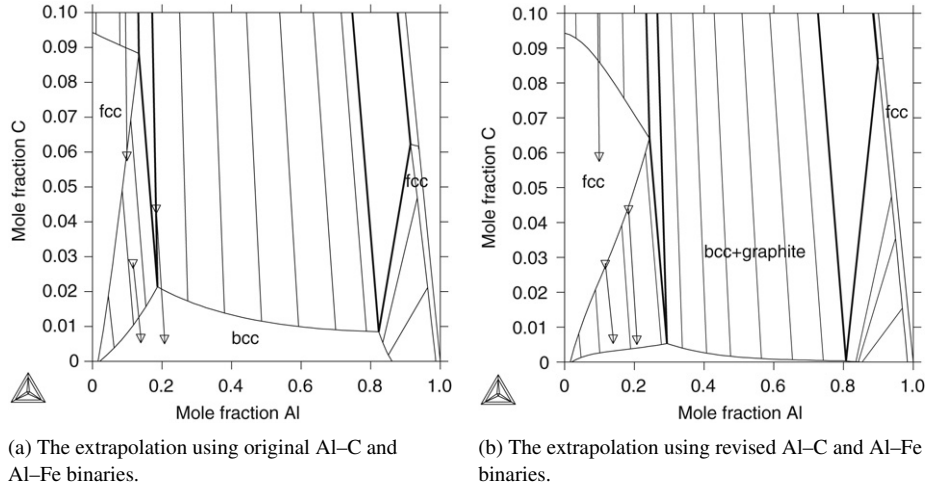 0.10
0.09
0.08
0.07
0.06
0.05
0.04
0.03
0.02
0.01
0
Mole fraction C
fcc
fcc
bcc
0
0.2
0.4
0.6
0.8
1.0
Mole fraction Al
(a) The extrapolation using original Al–C and
Al–Fe binaries.
0.10
0.09
0.08
0.07
0.06
0.05
0.04
0.03
0.02
0.01
0
Mole fraction C
fcc
fcc
bcc+graphite
0
0.2
0.4
0.6
0.8
1.0
Mole fraction Al
(b) The extrapolation using revised Al–C and Al–Fe
binaries.